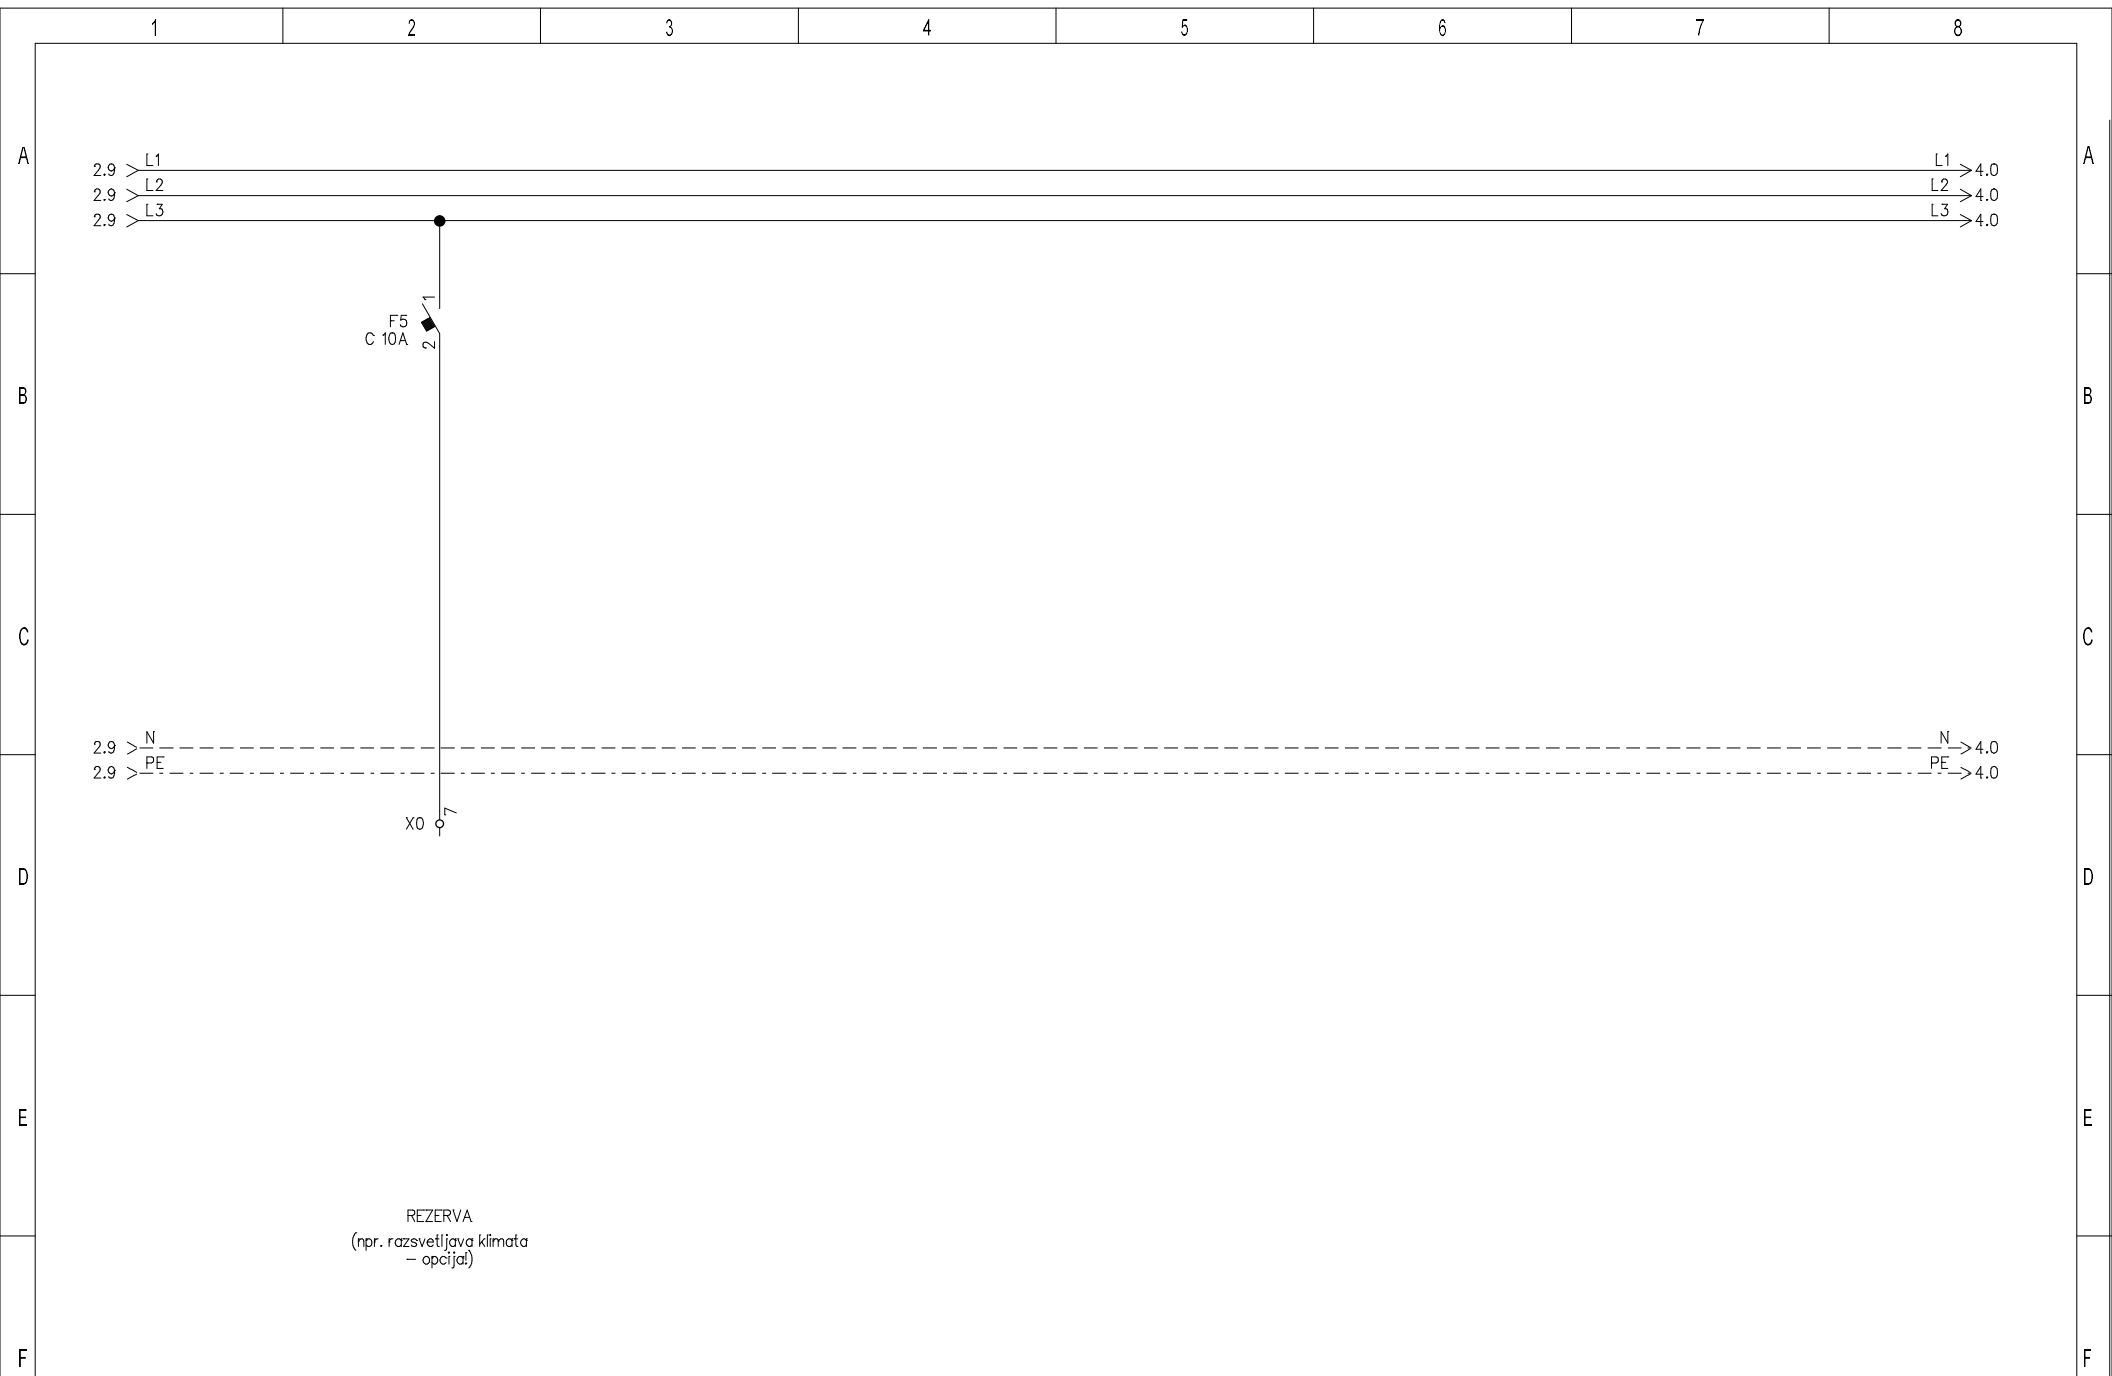 1 2 3 4 5 6 7 8
A A
L1 L1
2.9 4.0
L2 L2
2.9 4.0
L3 L3
2.9 4.0
1
F5
C 10A
2
B B
C C
N N
2.9 4.0
PE PE
2.9 4.0
7
X0
D D
E E
REZERVA
(npr. razsvetljava klimata
– opcija!)
F F